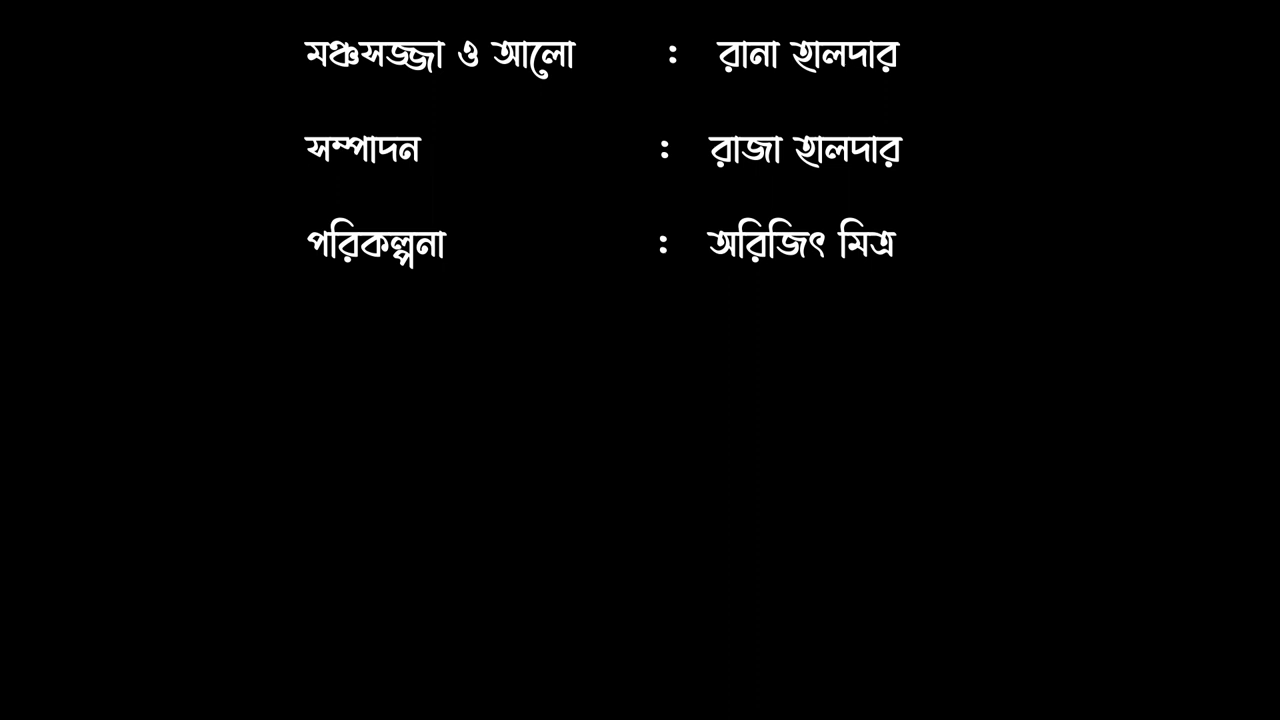 মঞ্চসজ্জা ও আলো : রানা হালদার
সম্পাদন : রাজা হালদার
পরিকল্পনা : অরিজিৎ মিত্র